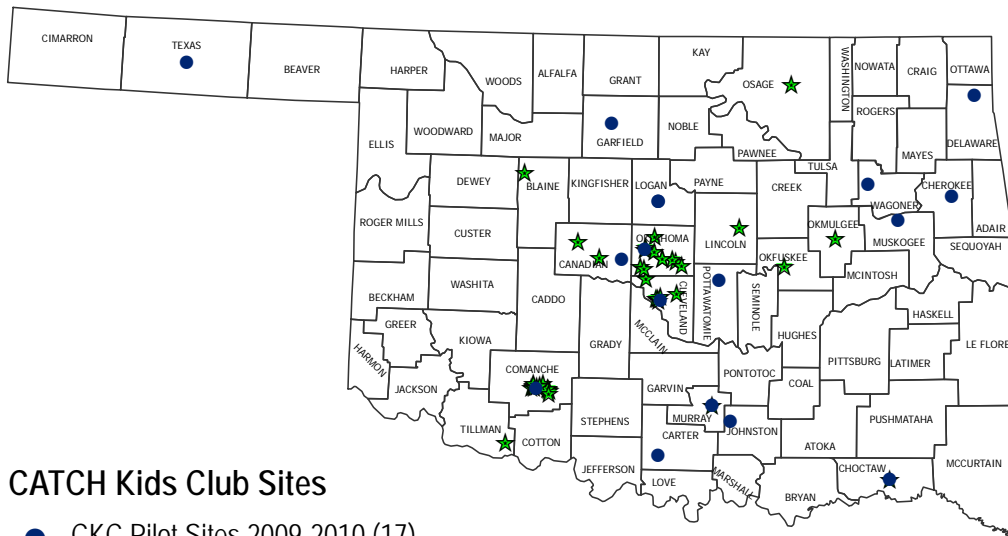 CIMARRON
TEXAS
BEAVER
HARPER
WOODS
ALFALFA
GRANT
KAY
OSAGE
WASHINGTON
NOWATA
CRAIG
OTTAWA
ELLIS
WOODWARD
MAJOR
GARFIELD
NOBLE
PAWNEE
ROGERS
MAYES
DELAWARE
TULSA
DEWEY
BLAINE
KINGFISHER
LOGAN
PAYNE
CREEK
WAGONER
CHEROKEE
ADAIR
ROGER MILLS
CUSTER
CANADIAN
OKLAHOMA
LINCOLN
OKFUSKEE
OKMULGEE
MUSKOGEE
SEQUOYAH
BECKHAM
WASHITA
CADDO
GRADY
MCCLAIN
CLEVELAND
POTTAWATOMIE
SEMINOLE
HUGHES
MCINTOSH
HASKELL
LE FLORE
GREER
HARMON
KIOWA
JACKSON
COMANCHE
TILLMAN
COTTON
STEPHENS
GARVIN
PONTOTOC
COAL
PITTSBURG
LATIMER
MURRAY
JOHNSTON
CARTER
ATOKA
PUSHMATAHA
MCCURTAIN
JEFFERSON
LOVE
MARSHALL
BRYAN
CHOCTAW
CATCH Kids Club Sites
CKC Pilot Sites 2009-2010 (17)